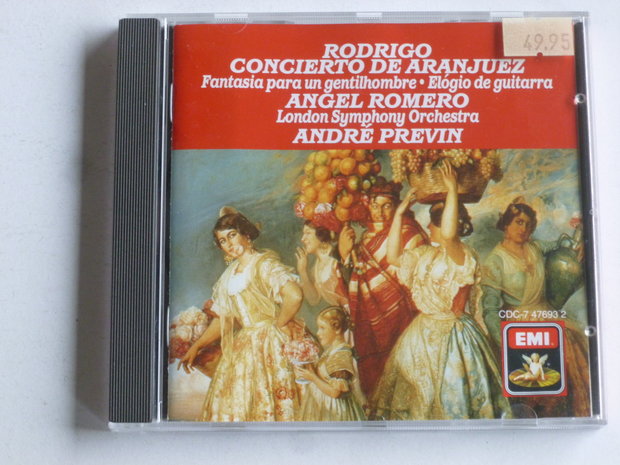 49.95
RODRIGO
CONCIERTO DE ARANJUEZ
Fantasia para un gentilhombre • Elógio de guitarra
ANGEL ROMERO
London Symphony Orchestra
ANDRÉ PREVIN
CDC-7 47693 2
EMI